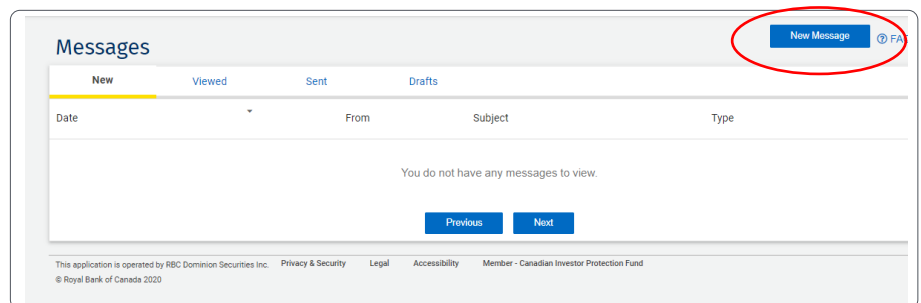 New Message
Messages
New Viewed Sent Drafts
Date From Subject Type
You do not have any messages to view.
Previous Next
This application is operated by RBC Dominion Securities Inc. Privacy & Security Legal Accessibility Member - Canadian Investor Protection Fund
© Royal Bank of Canada 2020